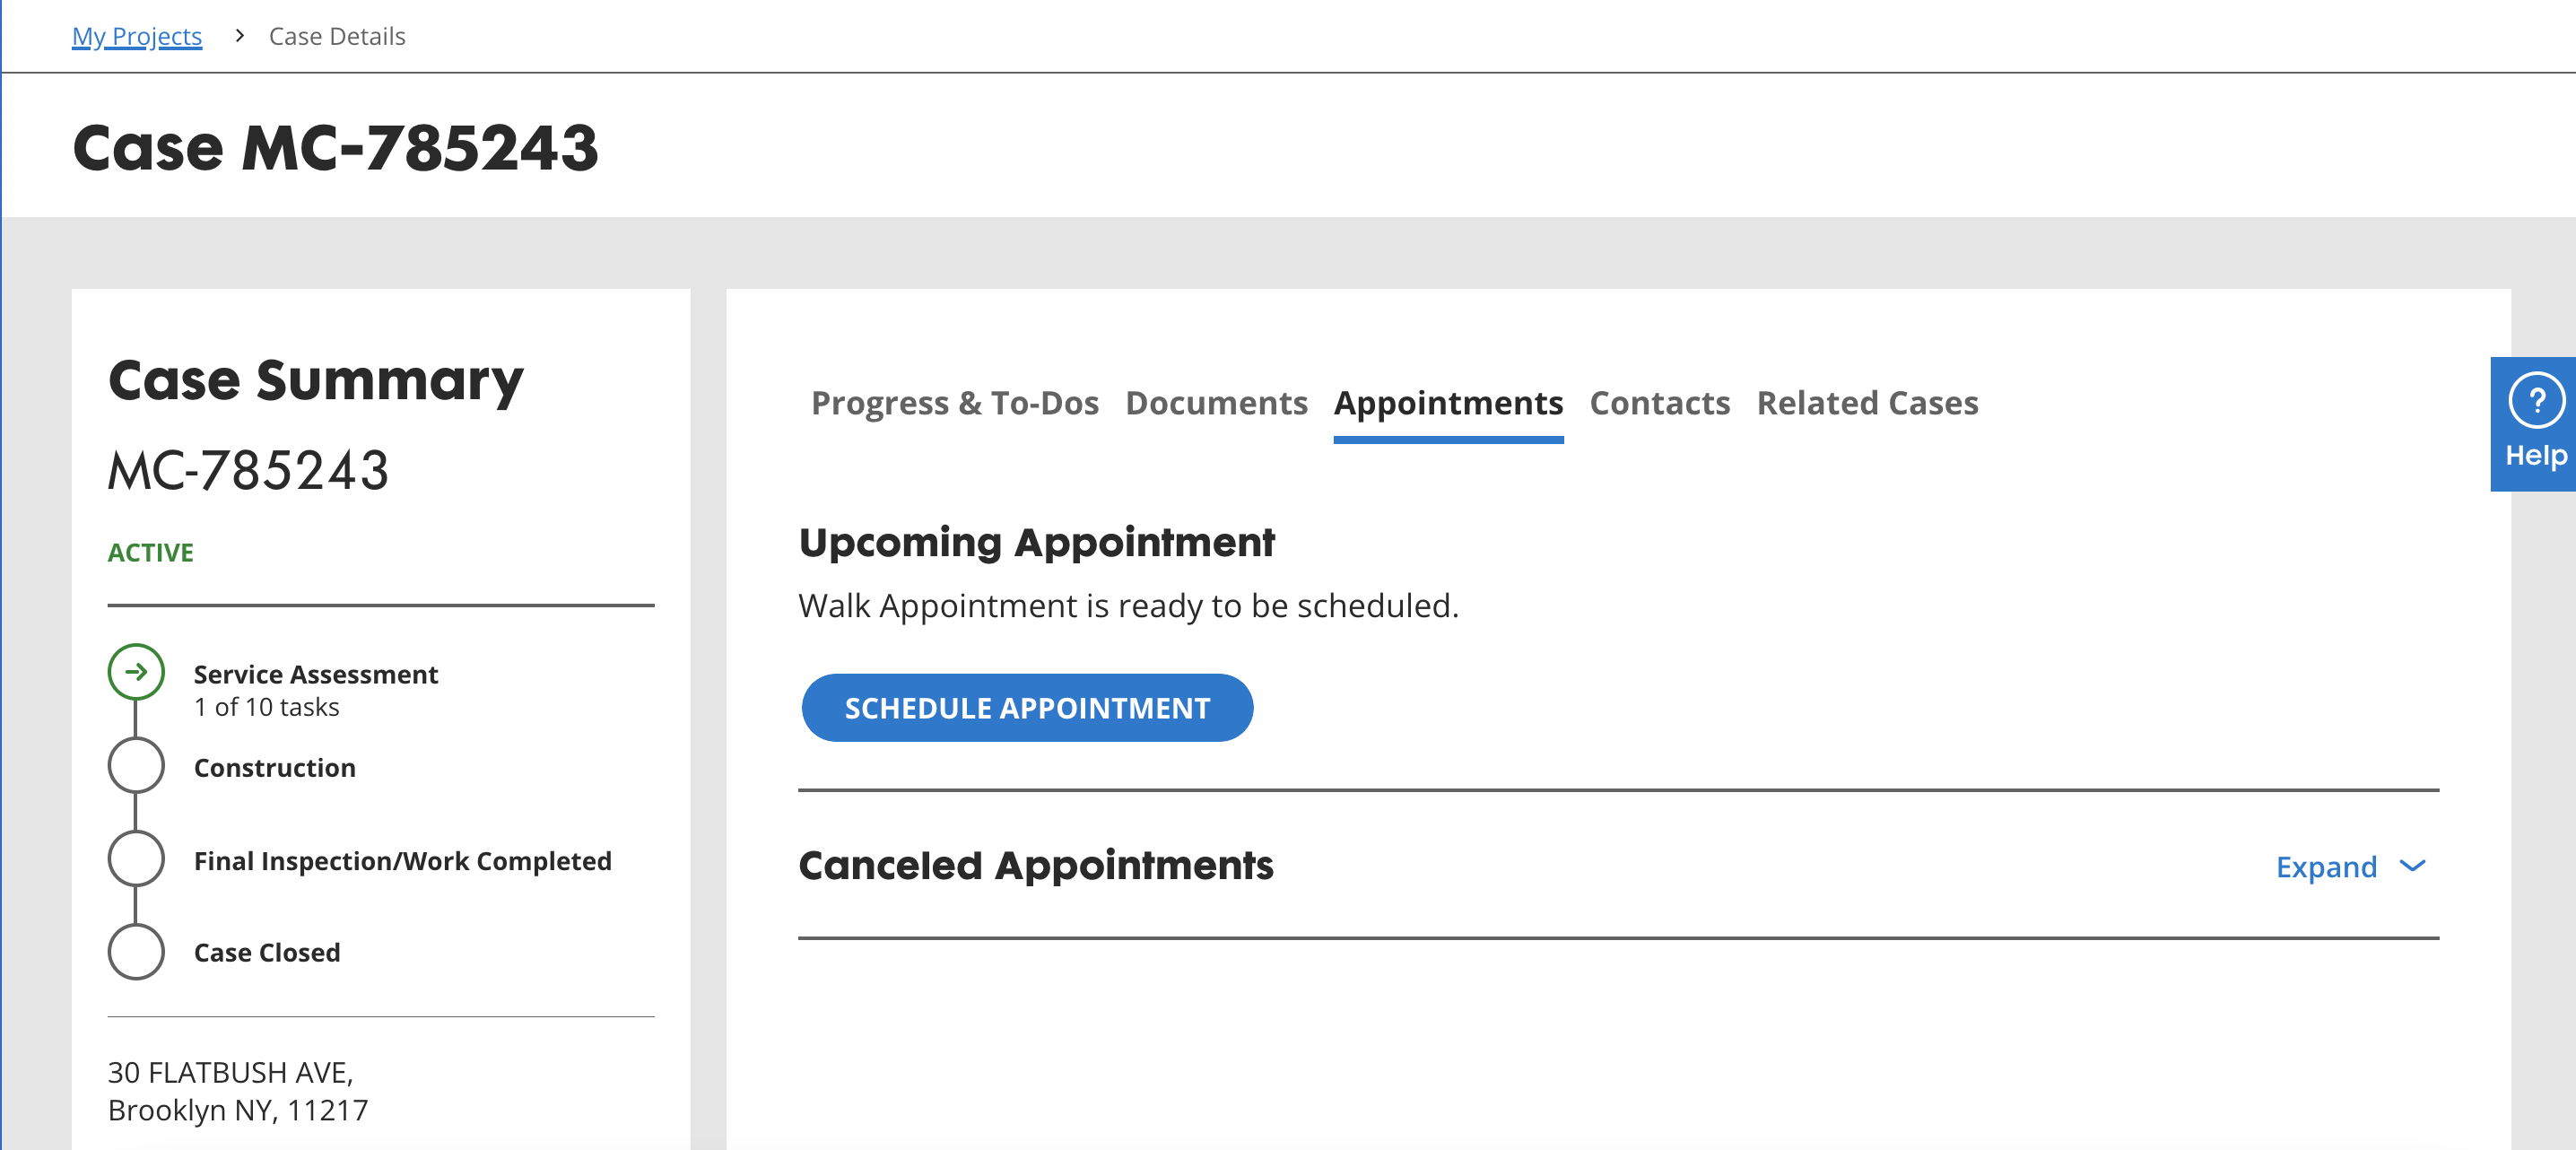 My Projects > Case Details
Case MC-785243
Case Summary
MC-785243
ACTIVE
Service Assessment
1 of 10 tasks
Construction
Final Inspection/Work Completed
Case Closed
30 FLATBUSH AVE,
Brooklyn NY, 11217
Progress & To-Dos Documents Appointments Contacts Related Cases
Upcoming Appointment
Walk Appointment is ready to be scheduled.
SCHEDULE APPOINTMENT
Canceled Appointments Expand
?
Help